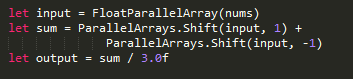 let input = FloatParallelArray(nums)
let sum = ParallelArrays.Shift(input, 1) +
ParallelArrays.Shift(input, -1)
let output = sum / 3.0f